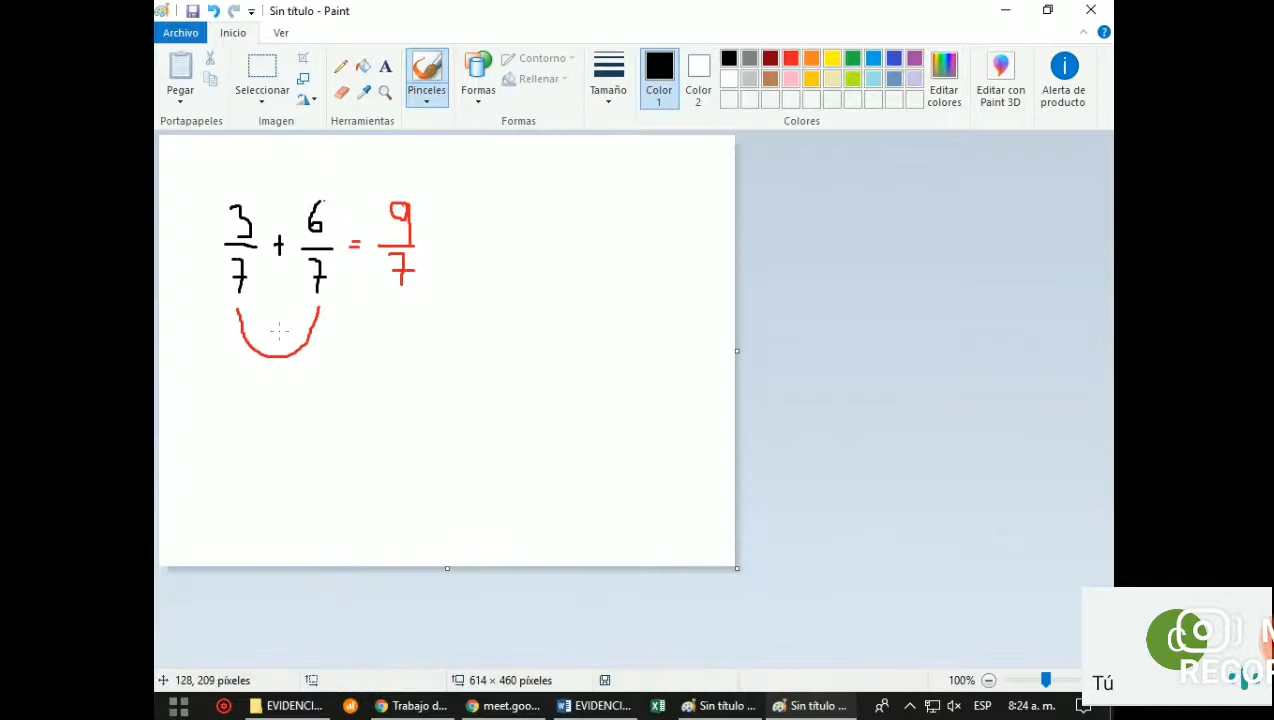 Sin título - Paint
Archivo Inicio Ver
Pegar
Seleccionar
Pinceles
Formas
Contorno
Rellenar
Tamaño
Color 1
Color 2
Editar colores
Editar con Paint 3D
Alerta de producto
Portapapeles Imagen Herramientas Formas Colores
3/7 + 6/7 = 9/7
128, 209 píxeles 614 × 460 píxeles 100%
Tú
EVIDENCI... Trabajo d... meet.goo... EVIDENC... Sin título ... Sin título ... ESP 8:24 a. m.